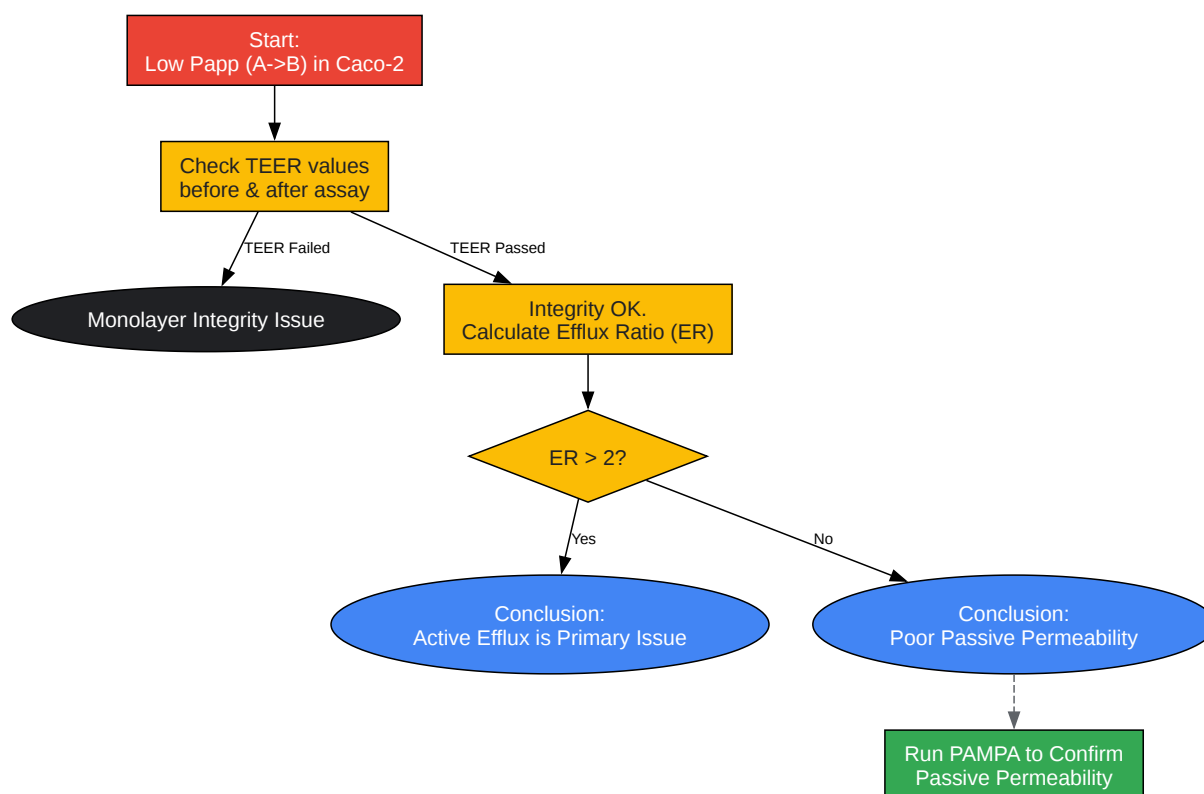 Start:
Low Papp (A->B) in Caco-2
Check TEER values
before & after assay
TEER Failed
TEER Passed
Monolayer Integrity Issue
Integrity OK.
Calculate Efflux Ratio (ER)
ER > 2?
Yes
No
Conclusion:
Active Efflux is Primary Issue
Conclusion:
Poor Passive Permeability
Run PAMPA to Confirm
Passive Permeability